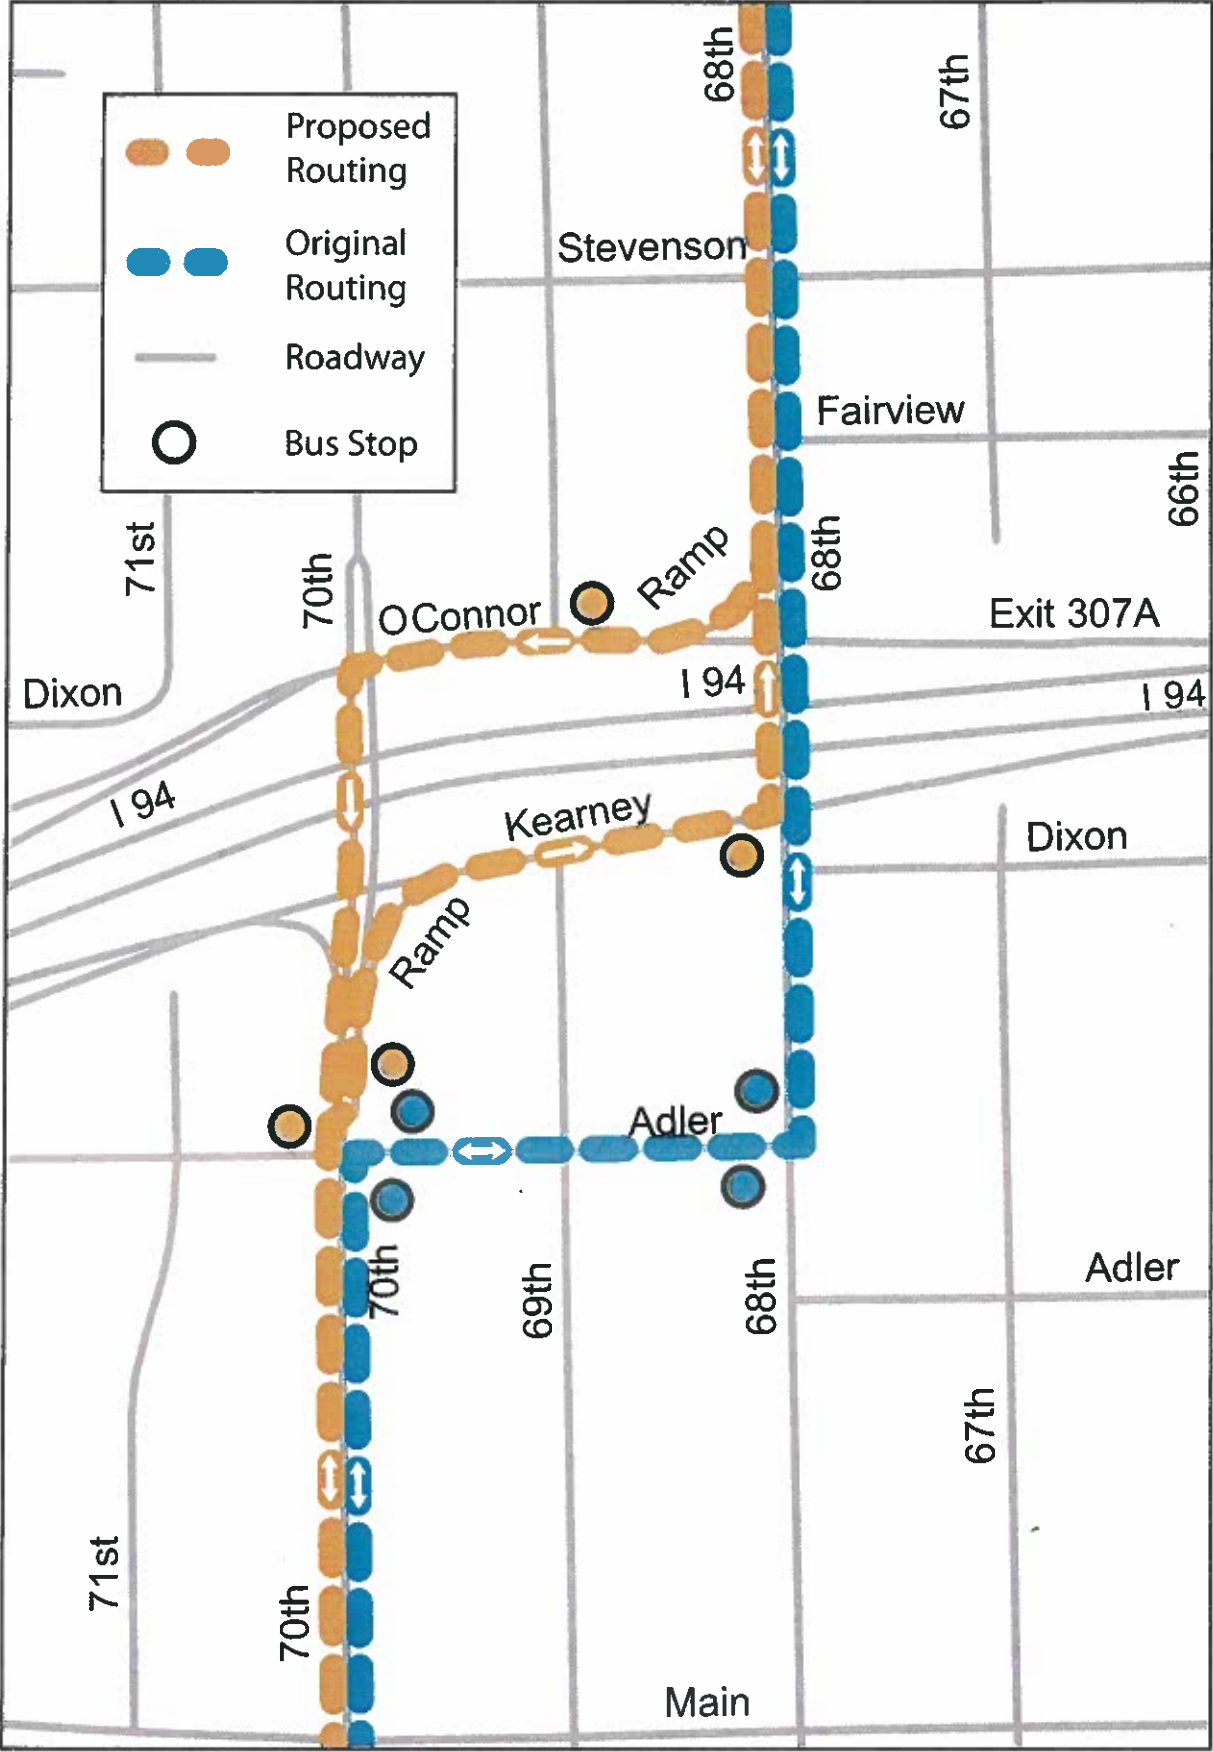 68th
67th
Proposed
Routing
Original
Routing
Roadway
Bus Stop
Stevenson
Fairview
66th
71st
70th
68th
Ramp
OConnor
Exit 307A
Dixon
I 94
I 94
I 94
Kearney
Dixon
Ramp
Adler
70th
69th
68th
Adler
67th
71st
70th
Main